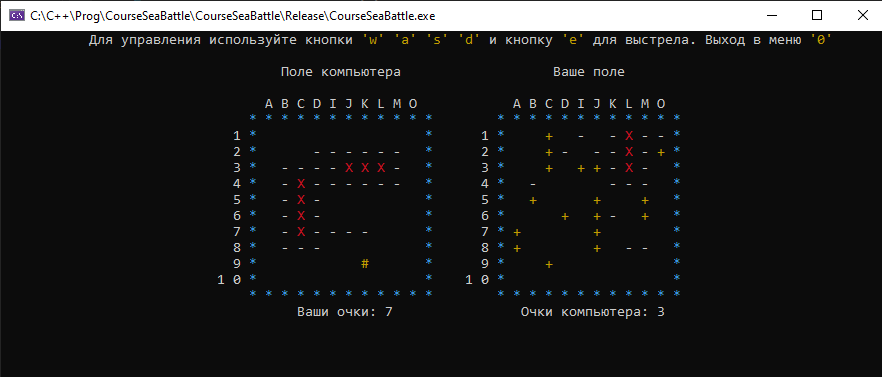 C:\C++\Prog\CourseSeaBattle\CourseSeaBattle\Release\CourseSeaBattle.exe
Для управления используйте кнопки 'w' 'a' 's' 'd' и кнопку 'e' для выстрела. Выход в меню '0'
Поле компьютера Ваше поле
A B C D I J K L M O A B C D I J K L M O
* * * * * * * * * * * * * * * * * * * * * * * *
1 * * 1 * + - - X - - *
2 * - - - - - - * 2 * + - - - X - + *
3 * - - - - X X X - * 3 * + + + - X - *
4 * - X - - - - - - * 4 * - - - - *
5 * - X - * 5 * + + + *
6 * - X - * 6 * + + - + *
7 * - X - - - - * 7 * + + *
8 * - - - * 8 * + + - - *
9 * # * 9 * + *
1 0 * * 1 0 * *
* * * * * * * * * * * * * * * * * * * * * * * *
Ваши очки: 7 Очки компьютера: 3